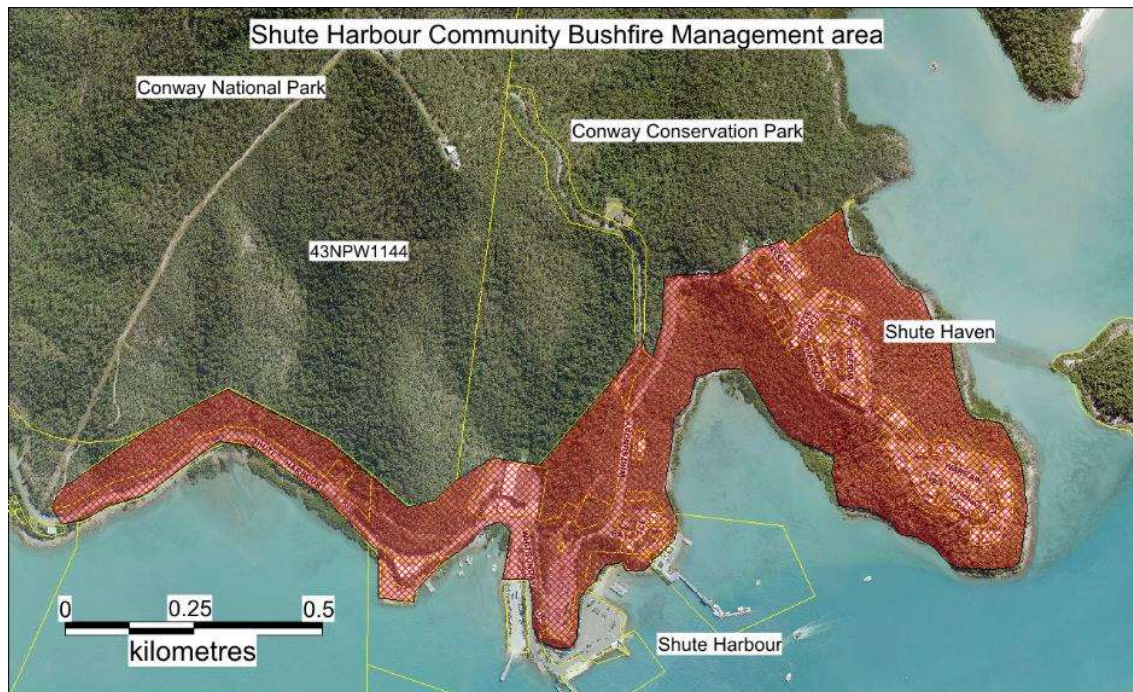 Shute Harbour Community Bushfire Management area
Conway National Park
Conway Conservation Park
43NPW1144
Shute Haven
0 0.25 0.5
kilometres
Shute Harbour